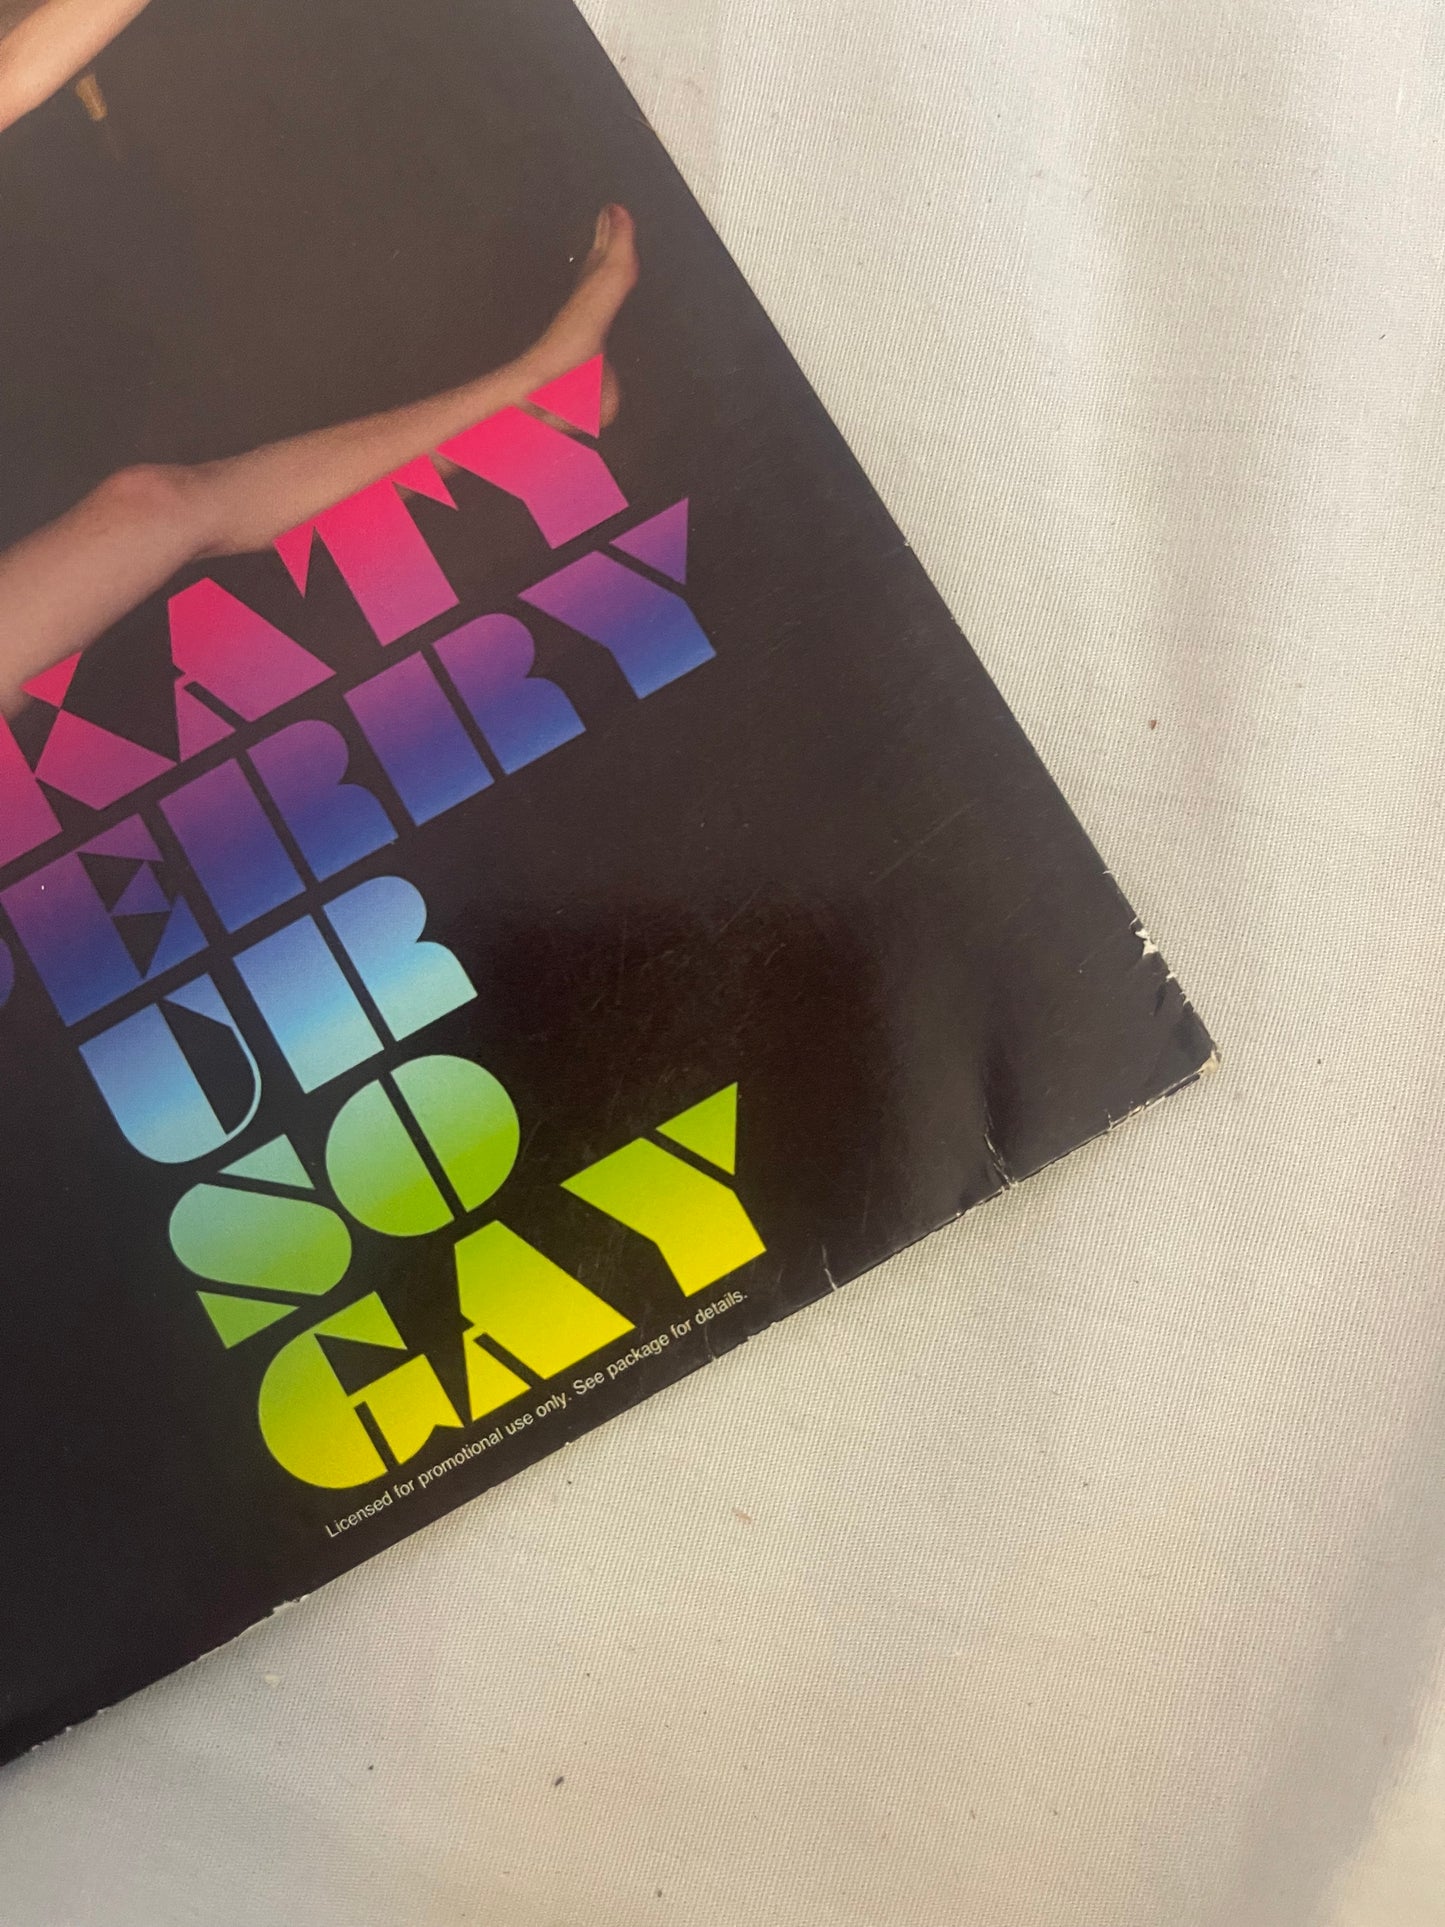 KATY
PERRY
UR
SO
GAY
Licensed for promotional use only. See package for details.